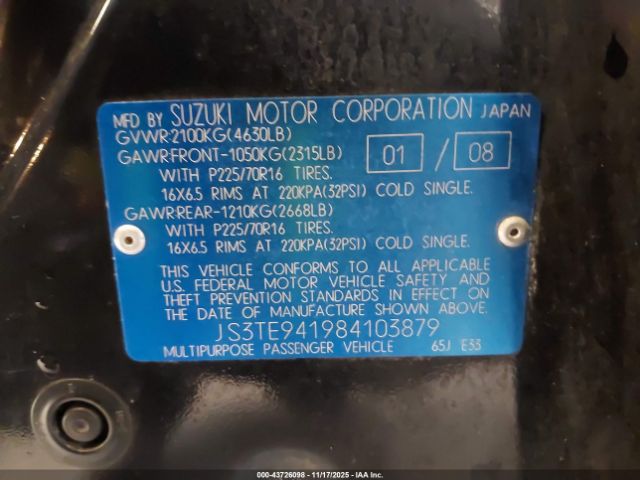 MFD BY SUZUKI MOTOR CORPORATION JAPAN
GVWR:2100KG(4630LB)
GAWR:FRONT-1050KG(2315LB) 01 / 08
WITH P225/70R16 TIRES.
16X6.5 RIMS AT 220KPA(32PSI) COLD SINGLE.
GAWR:REAR-1210KG(2668LB)
WITH P225/70R16 TIRES.
16X6.5 RIMS AT 220KPA(32PSI) COLD SINGLE.
THIS VEHICLE CONFORMS TO ALL APPLICABLE
U.S. FEDERAL MOTOR VEHICLE SAFETY AND
THEFT PREVENTION STANDARDS IN EFFECT ON
THE DATE OF MANUFACTURE SHOWN ABOVE.
JS3TE941984103879
MULTIPURPOSE PASSENGER VEHICLE 65J E33
000-43726098 - 11/17/2025 - IAA Inc.